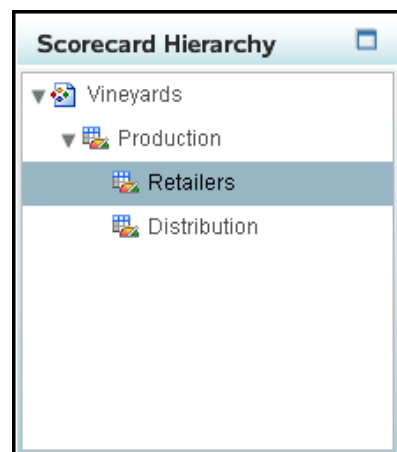 Scorecard Hierarchy
Vineyards
Production
Retailers
Distribution